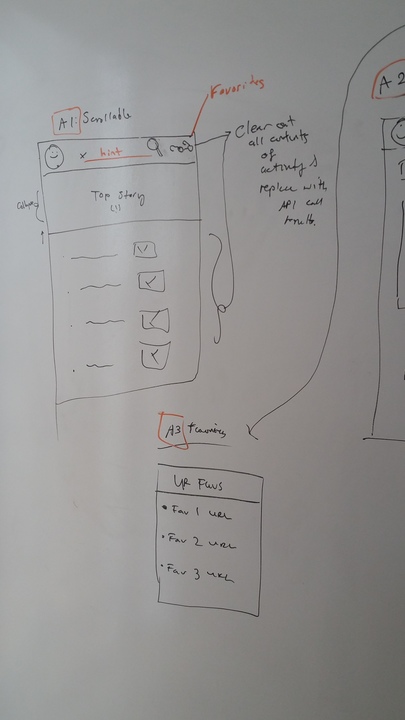 Favorites
A1: Scrollable
x hint
Clear out
all contents
of
activity &
replace with
API call
results.
Top Story
(1)
A2
A3 Favorites
UR FAVS
• Fav 1 URL
• Fav 2 URL
• Fav 3 URL